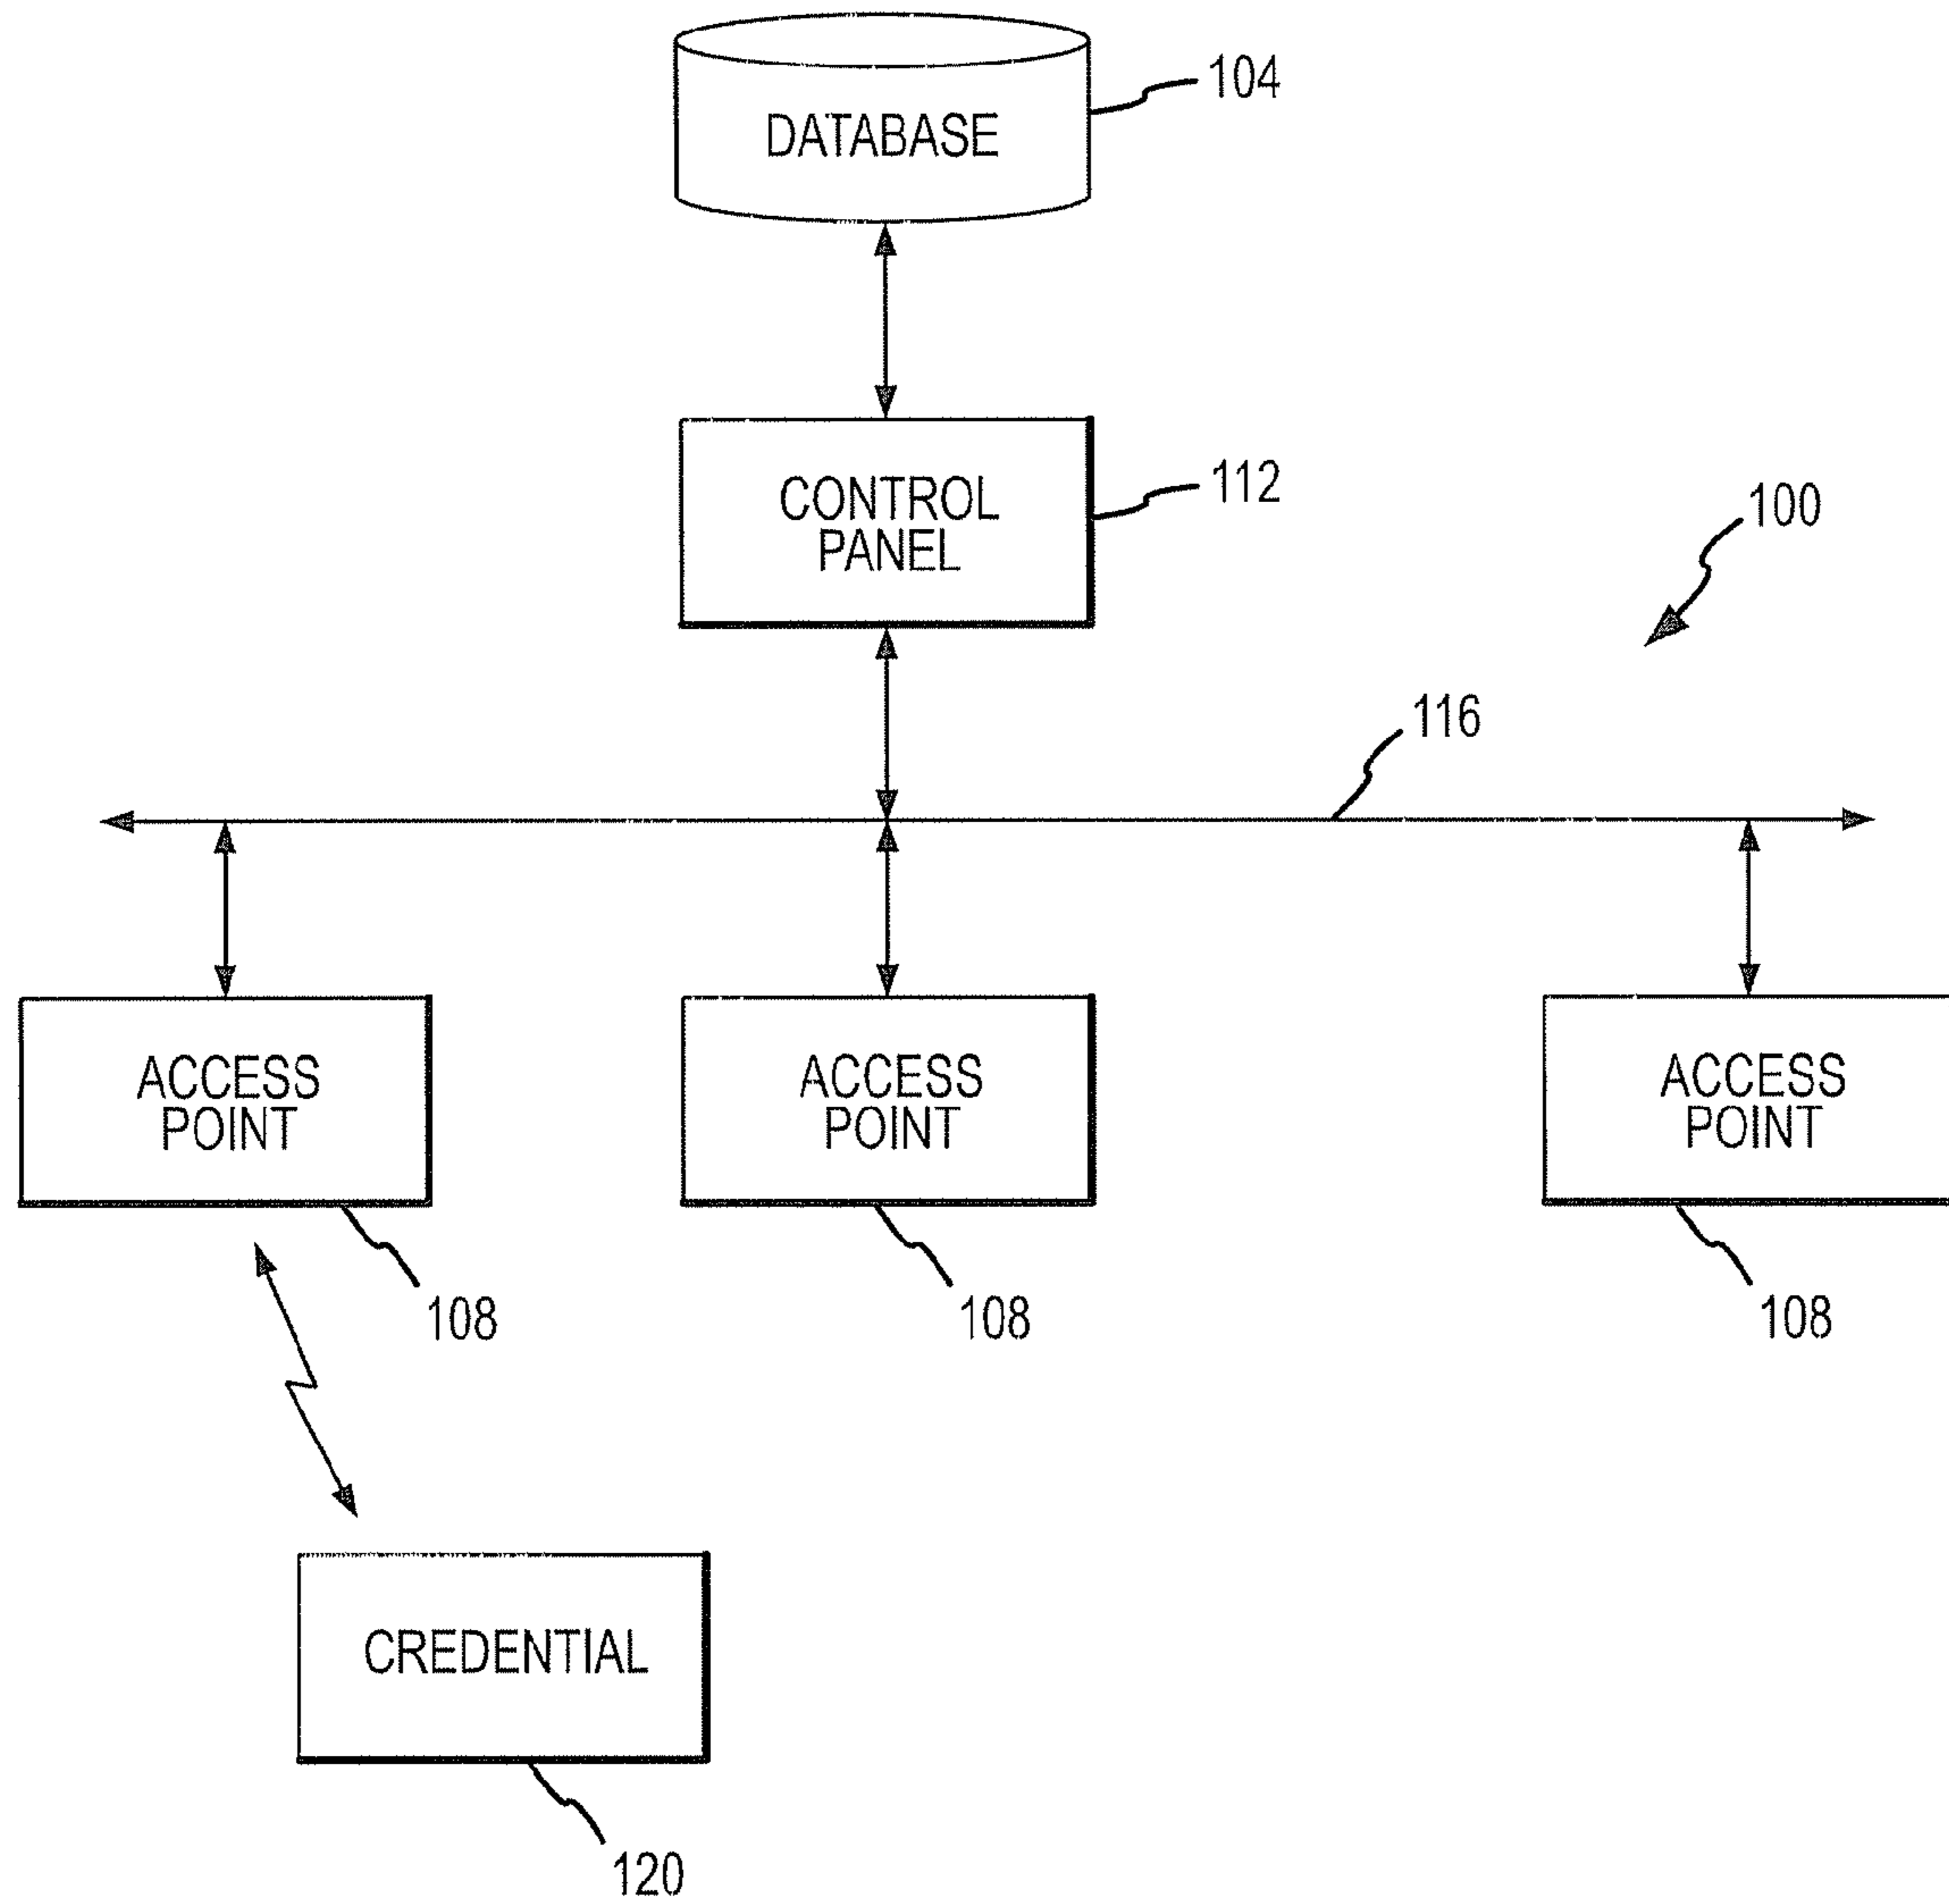 DATABASE
104
CONTROL
PANEL
112
100
116
ACCESS
POINT
ACCESS
POINT
ACCESS
POINT
108
108
108
CREDENTIAL
120